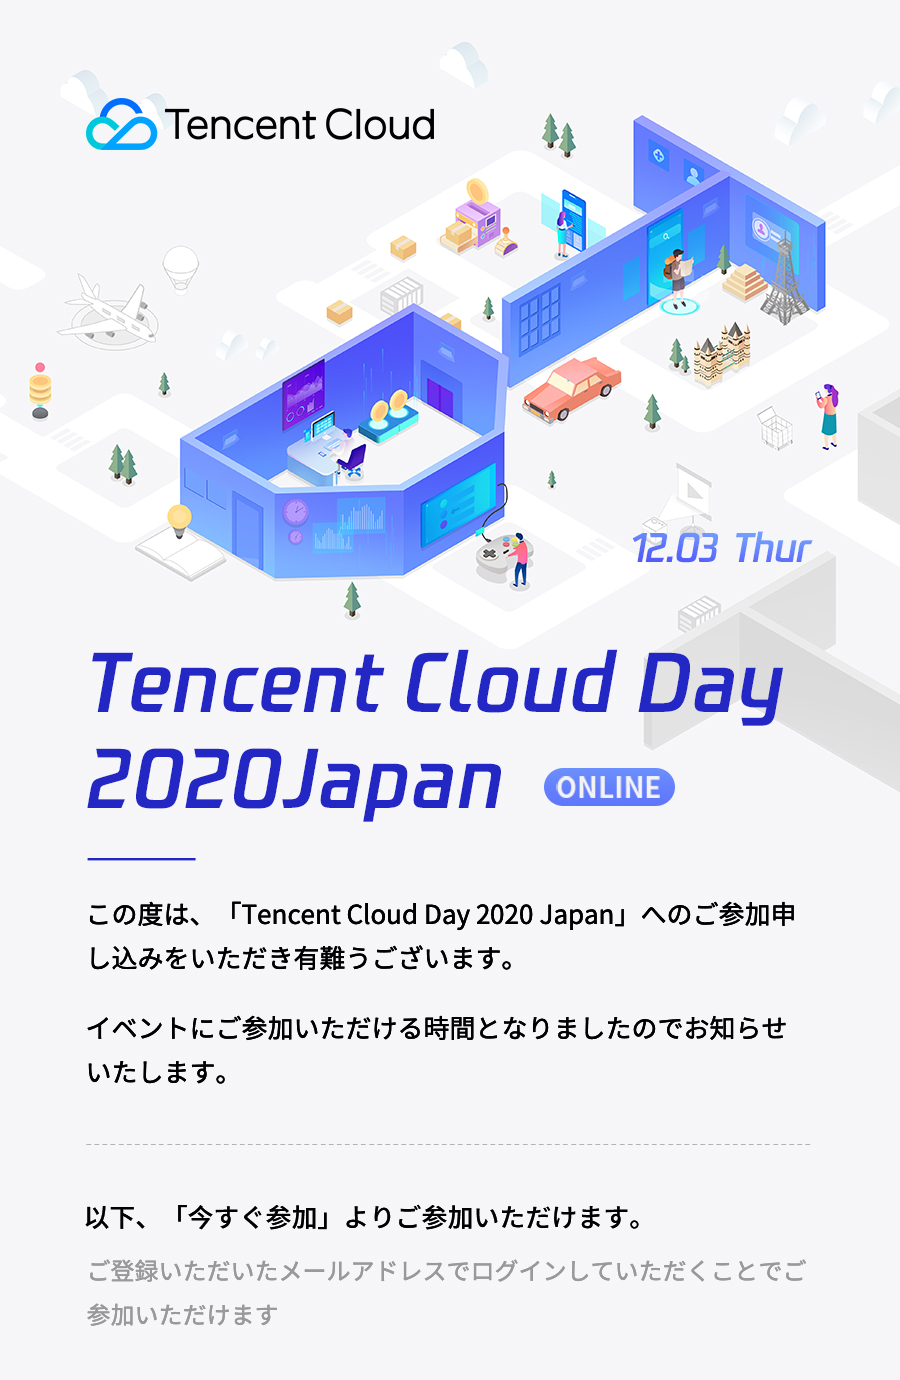 Tencent Cloud
12.03 Thur
Tencent Cloud Day
2020Japan
ONLINE
この度は、「Tencent Cloud Day 2020 Japan」へのご参加申
し込みをいただき有難うございます。
イベントにご参加いただける時間となりましたのでお知らせ
いたします。
以下、「今すぐ参加」よりご参加いただけます。
ご登録いただいたメールアドレスでログインしていただくことでご
参加いただけます